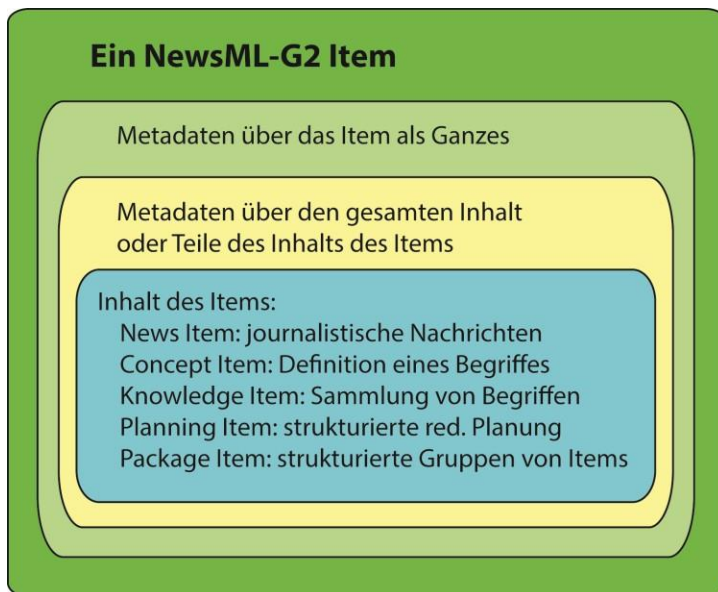 Ein NewsML-G2 Item
Metadaten über das Item als Ganzes
Metadaten über den gesamten Inhalt
oder Teile des Inhalts des Items
Inhalt des Items:
News Item: journalistische Nachrichten
Concept Item: Definition eines Begriffes
Knowledge Item: Sammlung von Begriffen
Planning Item: strukturierte red. Planung
Package Item: strukturierte Gruppen von Items